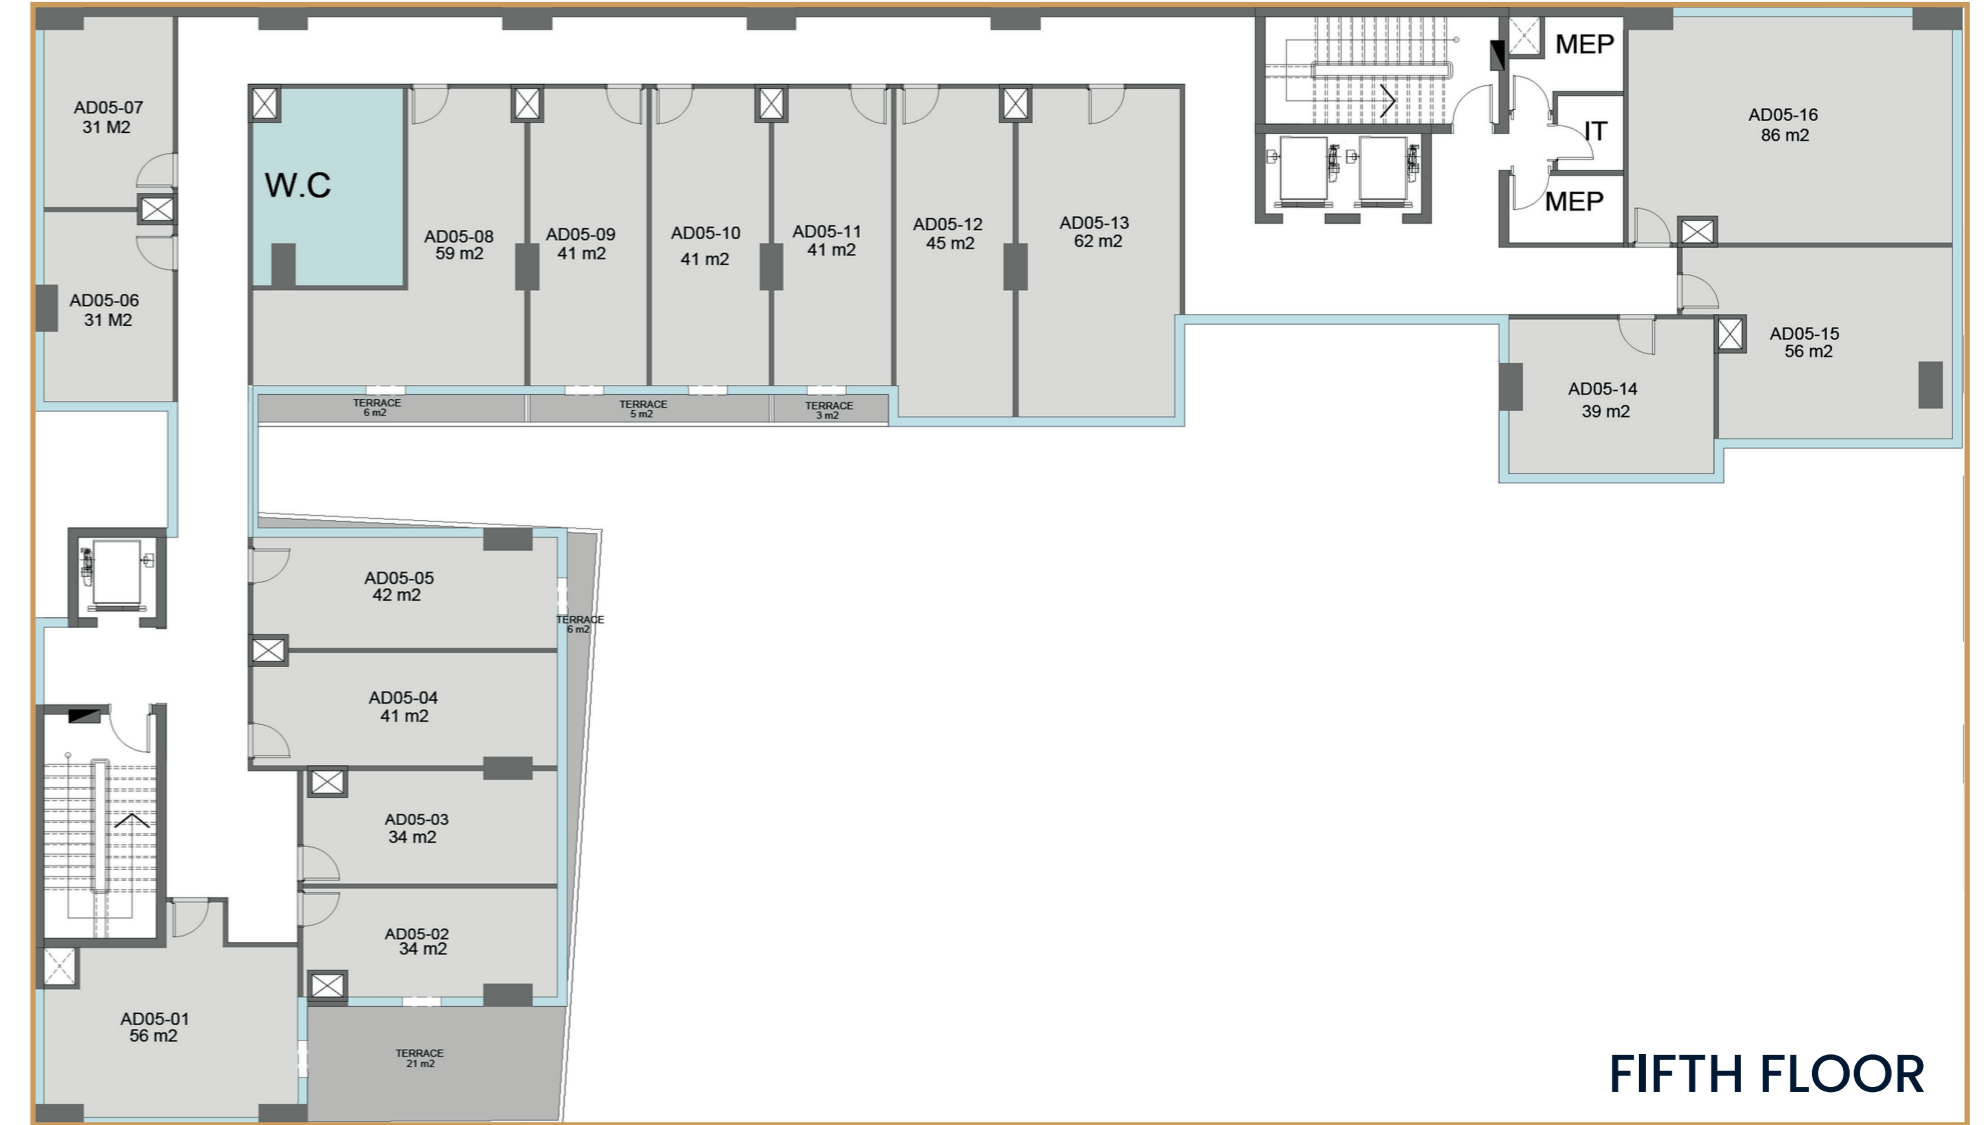 MEP
AD05-07
31 M2
AD05-16
86 m2
IT
W.C
MEP
AD05-08
59 m2
AD05-09
41 m2
AD05-10
41 m2
AD05-11
41 m2
AD05-12
45 m2
AD05-13
62 m2
AD05-06
31 M2
AD05-15
56 m2
AD05-14
39 m2
TERRACE
6 m2
TERRACE
5 m2
TERRACE
3 m2
AD05-05
42 m2
TERRACE
6 m2
AD05-04
41 m2
AD05-03
34 m2
AD05-02
34 m2
AD05-01
56 m2
TERRACE
21 m2
FIFTH FLOOR